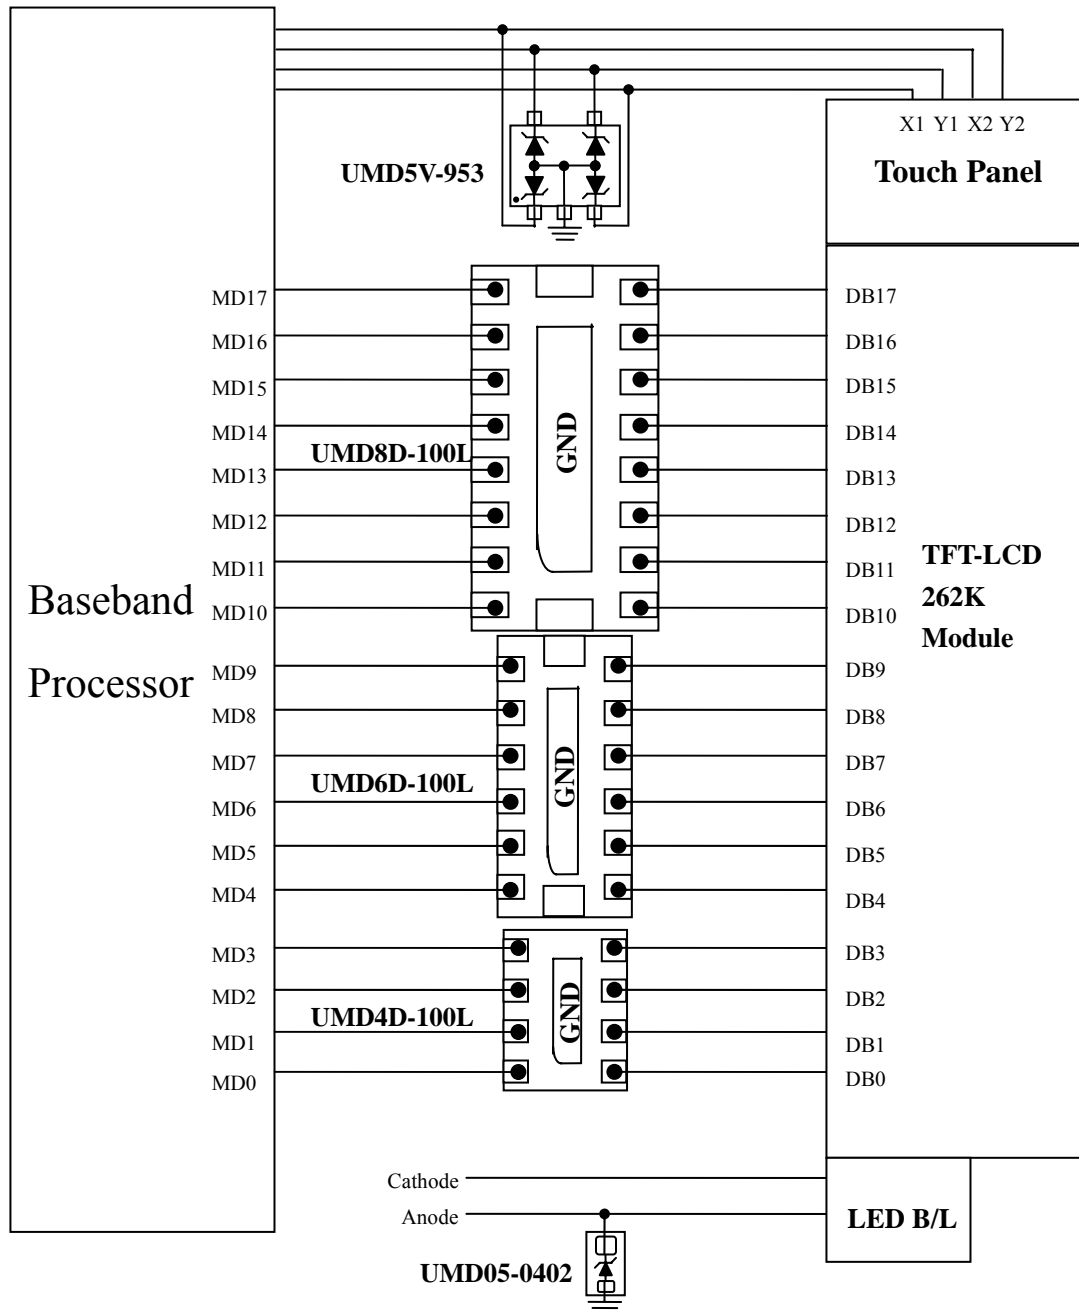 X1 Y1 X2 Y2
Touch Panel
UMD5V-953
MD17
DB17
MD16
DB16
MD15
DB15
MD14
DB14
UMD8D-100L
GND
MD13
DB13
MD12
DB12
MD11
DB11
MD10
DB10
TFT-LCD
262K
Module
Baseband
Processor
MD9
DB9
MD8
DB8
MD7
DB7
UMD6D-100L
GND
MD6
DB6
MD5
DB5
MD4
DB4
MD3
DB3
MD2
DB2
UMD4D-100L
GND
MD1
DB1
MD0
DB0
Cathode
Anode
LED B/L
UMD05-0402